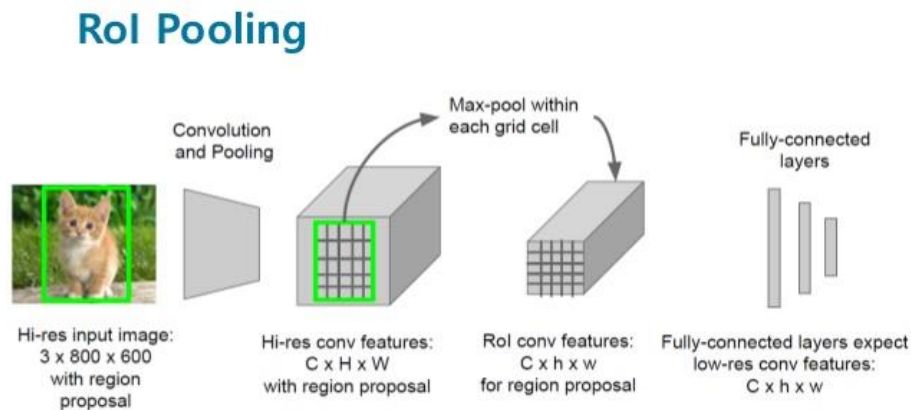 RoI Pooling
Convolution
and Pooling
Max-pool within
each grid cell
Fully-connected
layers
Hi-res input image:
3 x 800 x 600
with region
proposal
Hi-res conv features:
C x H x W
with region proposal
RoI conv features:
C x h x w
for region proposal
Fully-connected layers expect
low-res conv features:
C x h x w